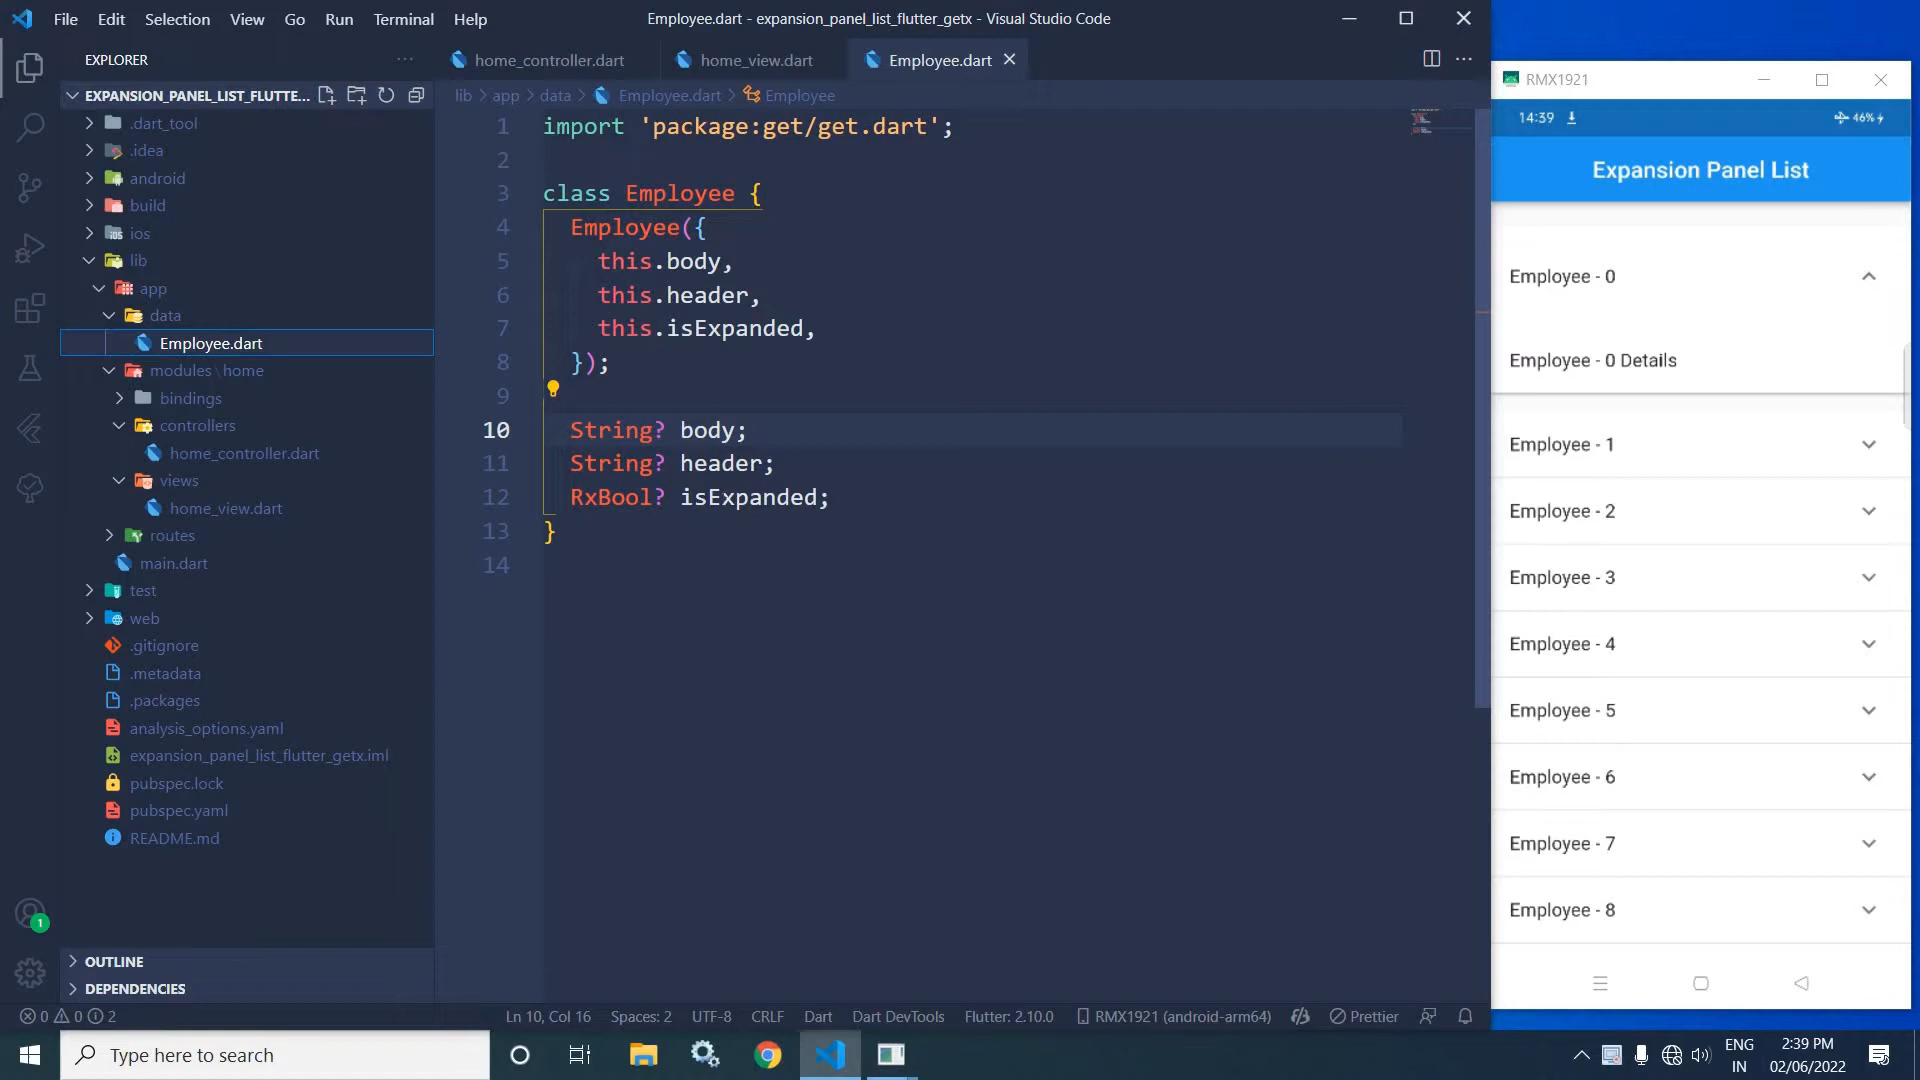 File Edit Selection View Go Run Terminal Help
Employee.dart - expansion_panel_list_flutter_getx - Visual Studio Code
EXPLORER
EXPANSION_PANEL_LIST_FLUTTE...
.dart_tool
.idea
android
build
ios
lib
app
data
Employee.dart
modules\home
bindings
controllers
home_controller.dart
views
home_view.dart
routes
main.dart
test
web
.gitignore
.metadata
.packages
analysis_options.yaml
expansion_panel_list_flutter_getx.iml
pubspec.lock
pubspec.yaml
README.md
OUTLINE
DEPENDENCIES
1
home_controller.dart home_view.dart Employee.dart
lib > app > data > Employee.dart > Employee
1 import 'package:get/get.dart';
2
3 class Employee {
4 Employee({
5 this.body,
6 this.header,
7 this.isExpanded,
8 });
9
10 String? body;
11 String? header;
12 RxBool? isExpanded;
13 }
14
RMX1921
14:39 46%
Expansion Panel List
Employee - 0
Employee - 0 Details
Employee - 1
Employee - 2
Employee - 3
Employee - 4
Employee - 5
Employee - 6
Employee - 7
Employee - 8
0 0 2 Ln 10, Col 16 Spaces: 2 UTF-8 CRLF Dart Dart DevTools Flutter: 2.10.0 RMX1921 (android-arm64) Prettier
Type here to search
ENG
IN
2:39 PM
02/06/2022